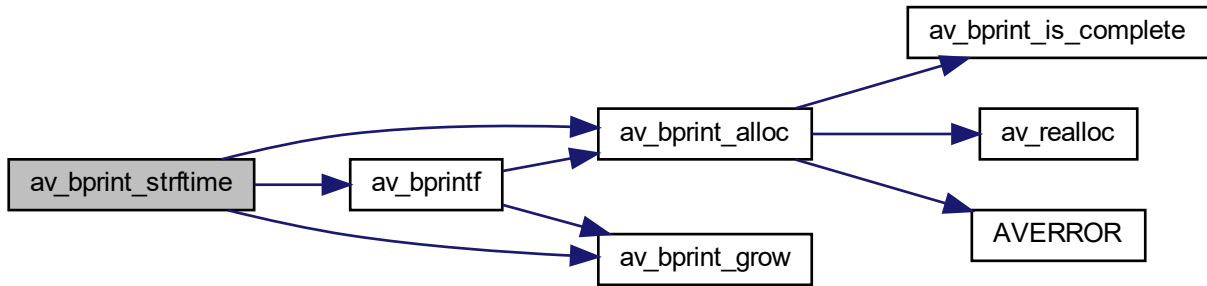 av_bprint_strftime
av_bprintf
av_bprint_alloc
av_bprint_grow
av_bprint_is_complete
av_realloc
AVERROR